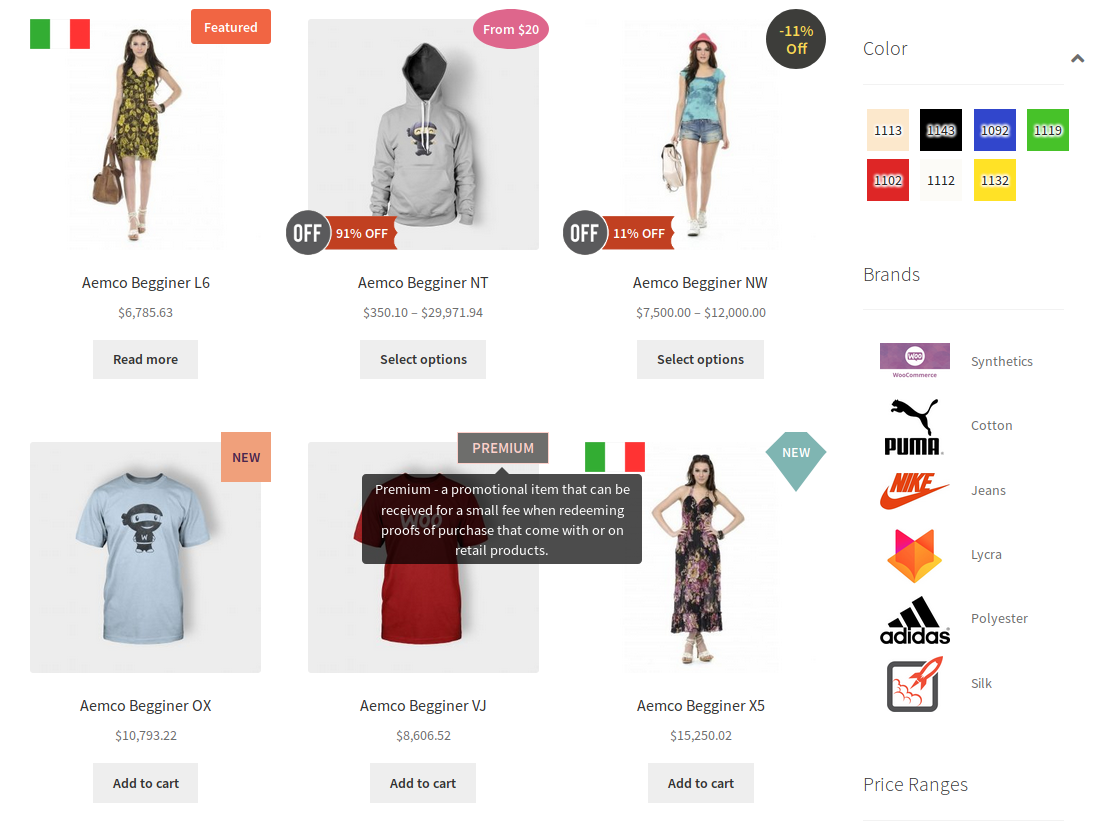 Featured
From $20
-11%
Off
OFF
91% OFF
OFF
11% OFF
Aemco Begginer L6
$6,785.63
Read more
Aemco Begginer NT
$350.10 – $29,971.94
Select options
Aemco Begginer NW
$7,500.00 – $12,000.00
Select options
NEW
W
PREMIUM
Premium - a promotional item that can be
received for a small fee when redeeming
proofs of purchase that come with or on
retail products.
WOO
NEW
Aemco Begginer OX
$10,793.22
Add to cart
Aemco Begginer VJ
$8,606.52
Add to cart
Aemco Begginer X5
$15,250.02
Add to cart
Color
1113
1143
1092
1119
1102
1112
1132
Brands
WOO
WooCommerce
Synthetics
PUMA
Cotton
NIKE
Jeans
Lycra
adidas
Polyester
Silk
Price Ranges